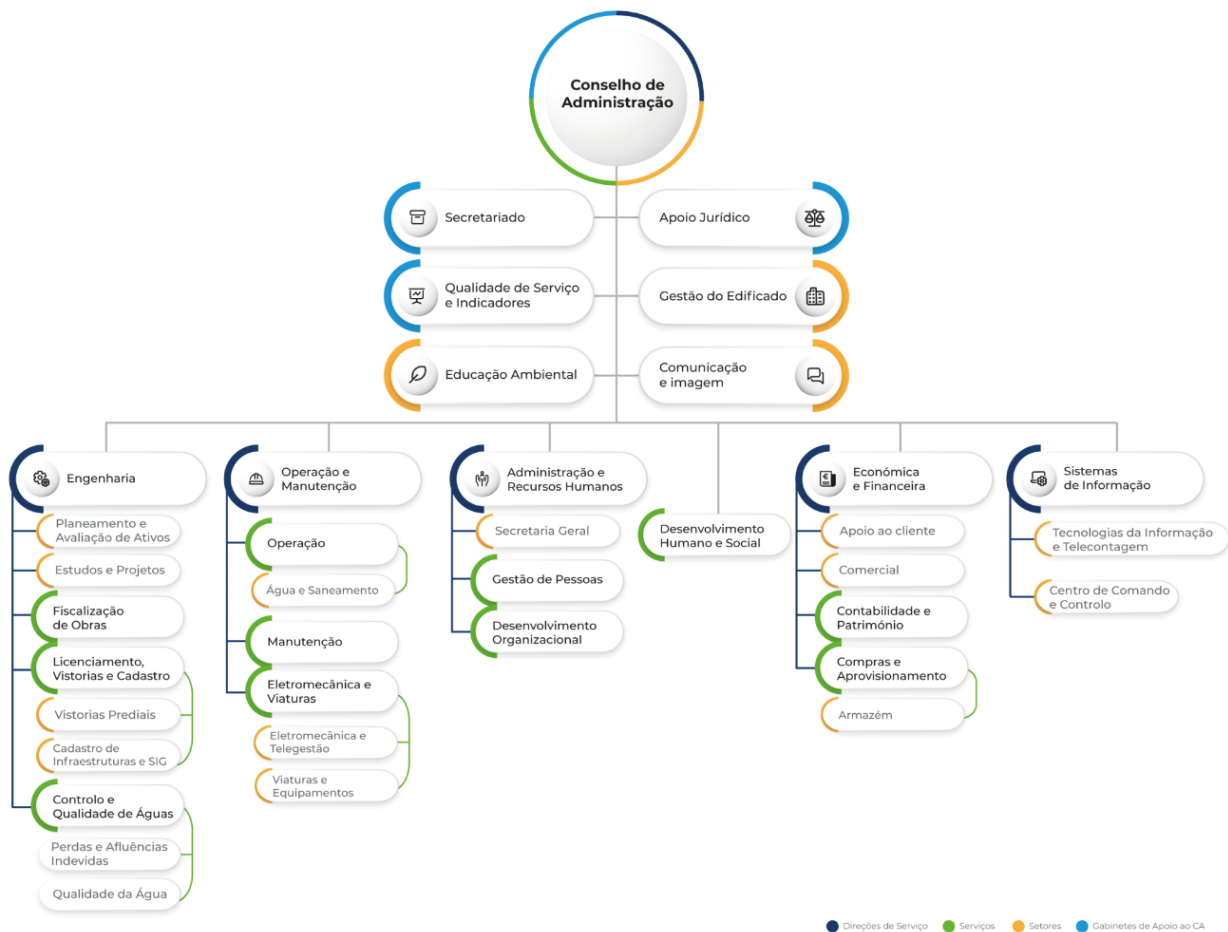 Conselho de
Administração
Secretariado
Apoio Jurídico
Qualidade de Serviço
e Indicadores
Gestão do Edificado
Educação Ambiental
Comunicação
e imagem
Engenharia
Planeamento e
Avaliação de Ativos
Estudos e Projetos
Fiscalização
de Obras
Licenciamento,
Vistorias e Cadastro
Vistorias Prediais
Cadastro de
Infraestruturas e SIG
Controlo e
Qualidade de Águas
Perdas e Afluências
Indevidas
Qualidade da Água
Operação e
Manutenção
Operação
Água e Saneamento
Manutenção
Eletromecânica e
Viaturas
Eletromecânica e
Telegestão
Viaturas e
Equipamentos
Administração e
Recursos Humanos
Secretaria Geral
Gestão de Pessoas
Desenvolvimento
Organizacional
Desenvolvimento
Humano e Social
Económica
e Financeira
Apoio ao cliente
Comercial
Contabilidade e
Património
Compras e
Aprovisionamento
Armazém
Sistemas
de Informação
Tecnologias da Informação
e Telecontagem
Centro de Comando
e Controlo
Direções de Serviço
Serviços
Setores
Gabinetes de Apoio ao CA